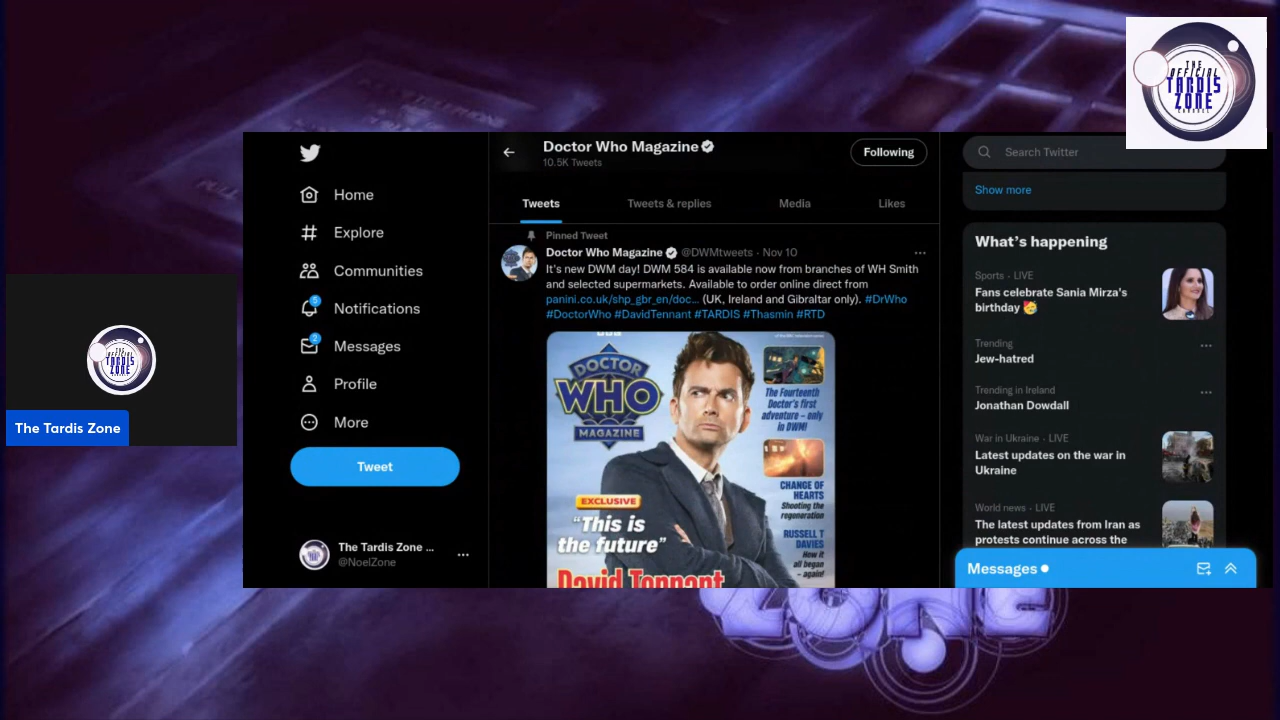 THE
OFFICIAL
TARDIS
ZONE
CHANNEL
Doctor Who Magazine
10.5K Tweets
Following
Search Twitter
Home
Explore
Communities
5
Notifications
2
Messages
Profile
More
Tweet
The Tardis Zone ...
@NoelZone
Tweets
Tweets & replies
Media
Likes
Pinned Tweet
Doctor Who Magazine @DWMtweets · Nov 10
It's new DWM day! DWM 584 is available now from branches of WH Smith
and selected supermarkets. Available to order online direct from
panini.co.uk/shp_gbr_en/doc... (UK, Ireland and Gibraltar only). #DrWho
#DoctorWho #DavidTennant #TARDIS #Thasmin #RTD
DOCTOR
WHO
MAGAZINE
The Fourteenth
Doctor's first
adventure – only
in DWM!
CHANGE OF
HEARTS
Shooting the
regeneration
RUSSELL T
DAVIES
How it
all began
– again!
EXCLUSIVE
"This is
the future"
David Tennant
Show more
What's happening
Sports · LIVE
Fans celebrate Sania Mirza's
birthday 🥳
Trending
Jew-hatred
Trending in Ireland
Jonathan Dowdall
War in Ukraine · LIVE
Latest updates on the war in
Ukraine
World news · LIVE
The latest updates from Iran as
protests continue across the
Messages
TARDIS
ZONE
The Tardis Zone
ZONE